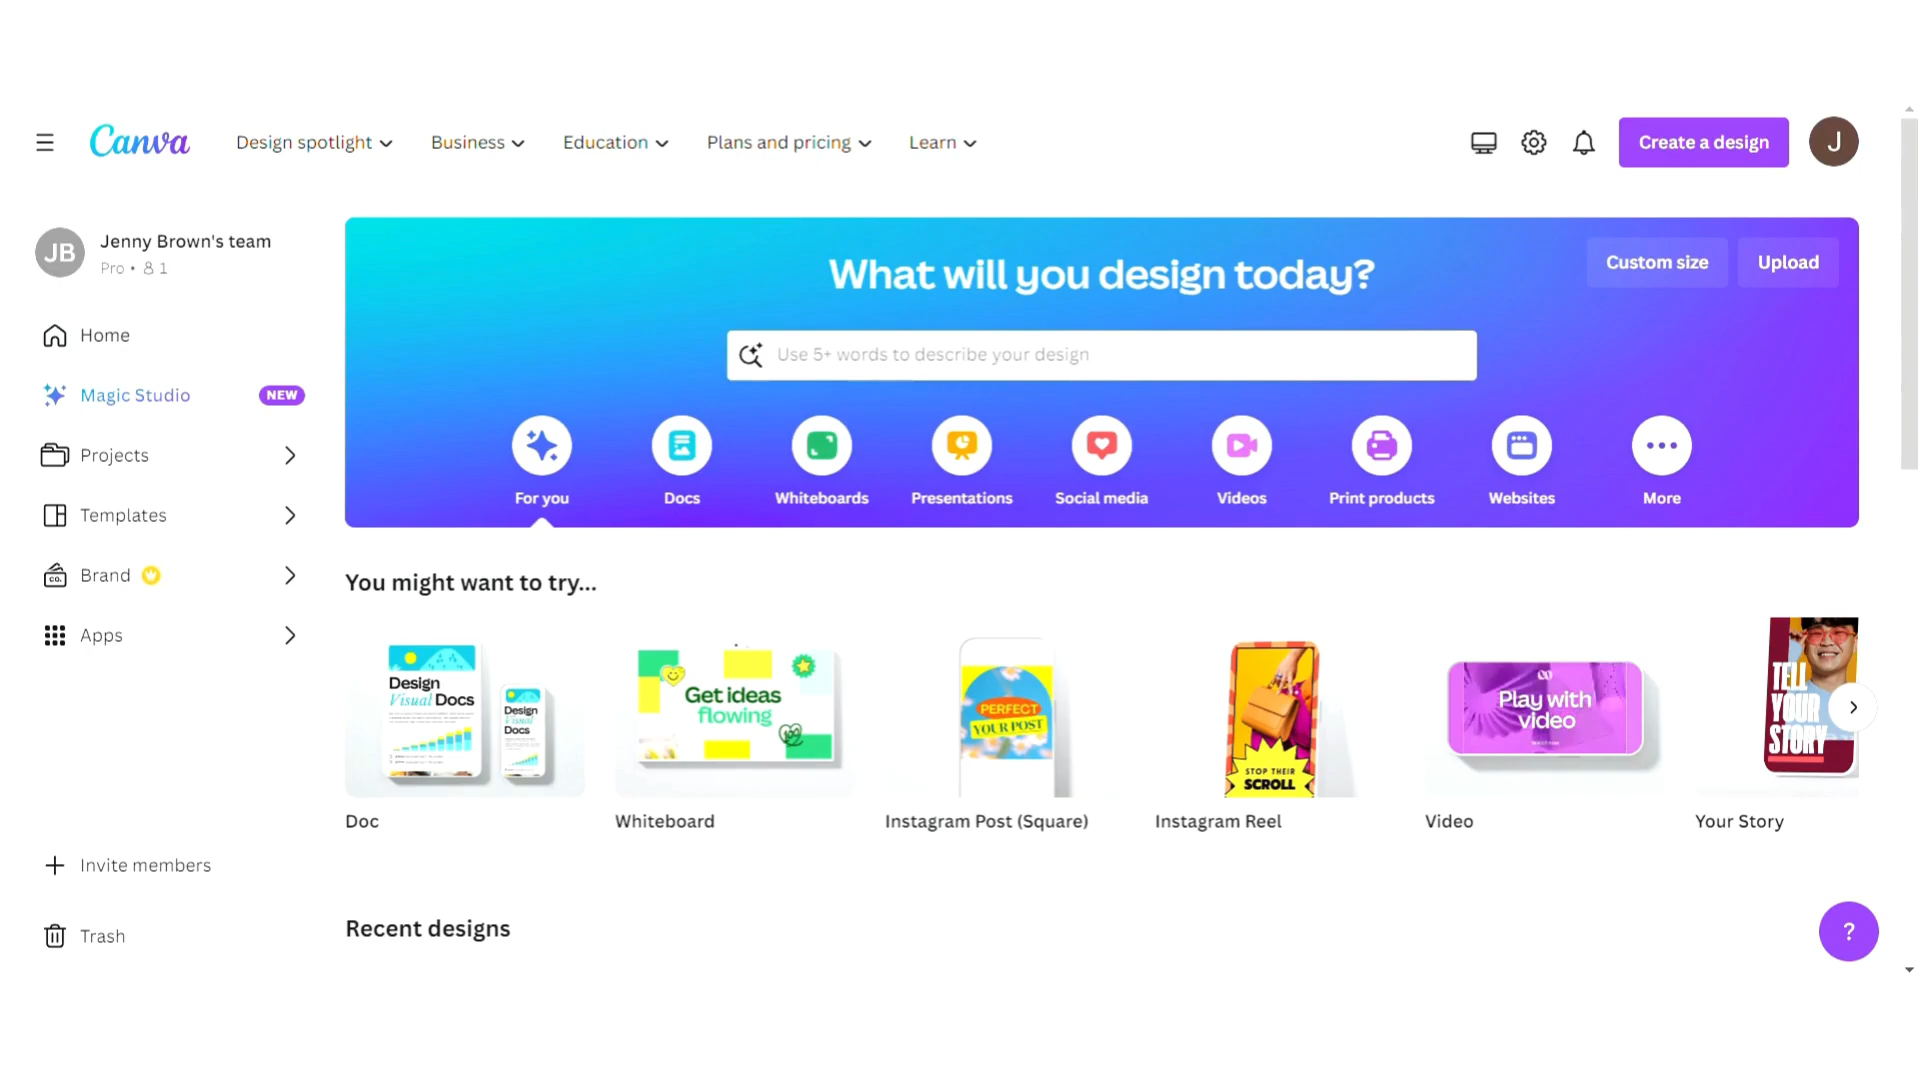 Canva
Design spotlight
Business
Education
Plans and pricing
Learn
Create a design
J
JB
Jenny Brown's team
Pro • 1
Home
Magic Studio NEW
Projects
Templates
CO.
Brand
Apps
Invite members
Trash
What will you design today?
Custom size
Upload
Use 5+ words to describe your design
For you
Docs
Whiteboards
Presentations
Social media
Videos
Print products
Websites
More
You might want to try...
Design
Visual Docs
Design
Visual
Docs
Doc
Get ideas
flowing
100
Whiteboard
PERFECT
YOUR POST
Instagram Post (Square)
STOP THEIR
SCROLL
Instagram Reel
Play with
video
Video
TELL
YOUR
STORY
Your Story
Recent designs
?